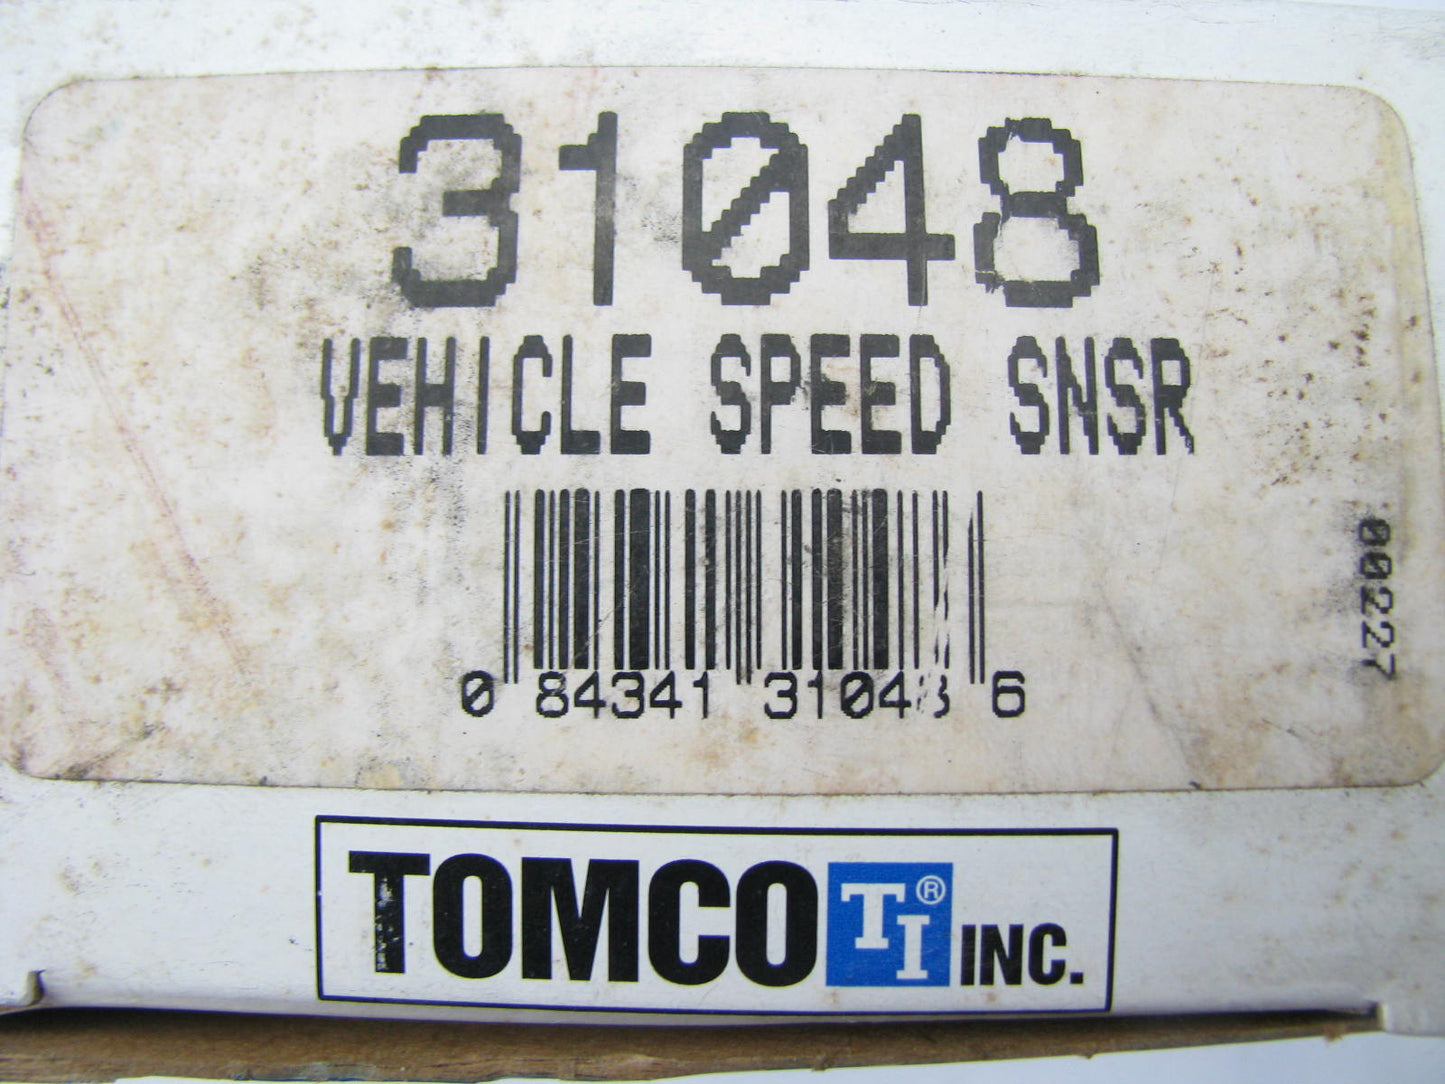 31048
VEHICLE SPEED SNSR
00227
0 84341 31048 6
TOMCO TI® INC.